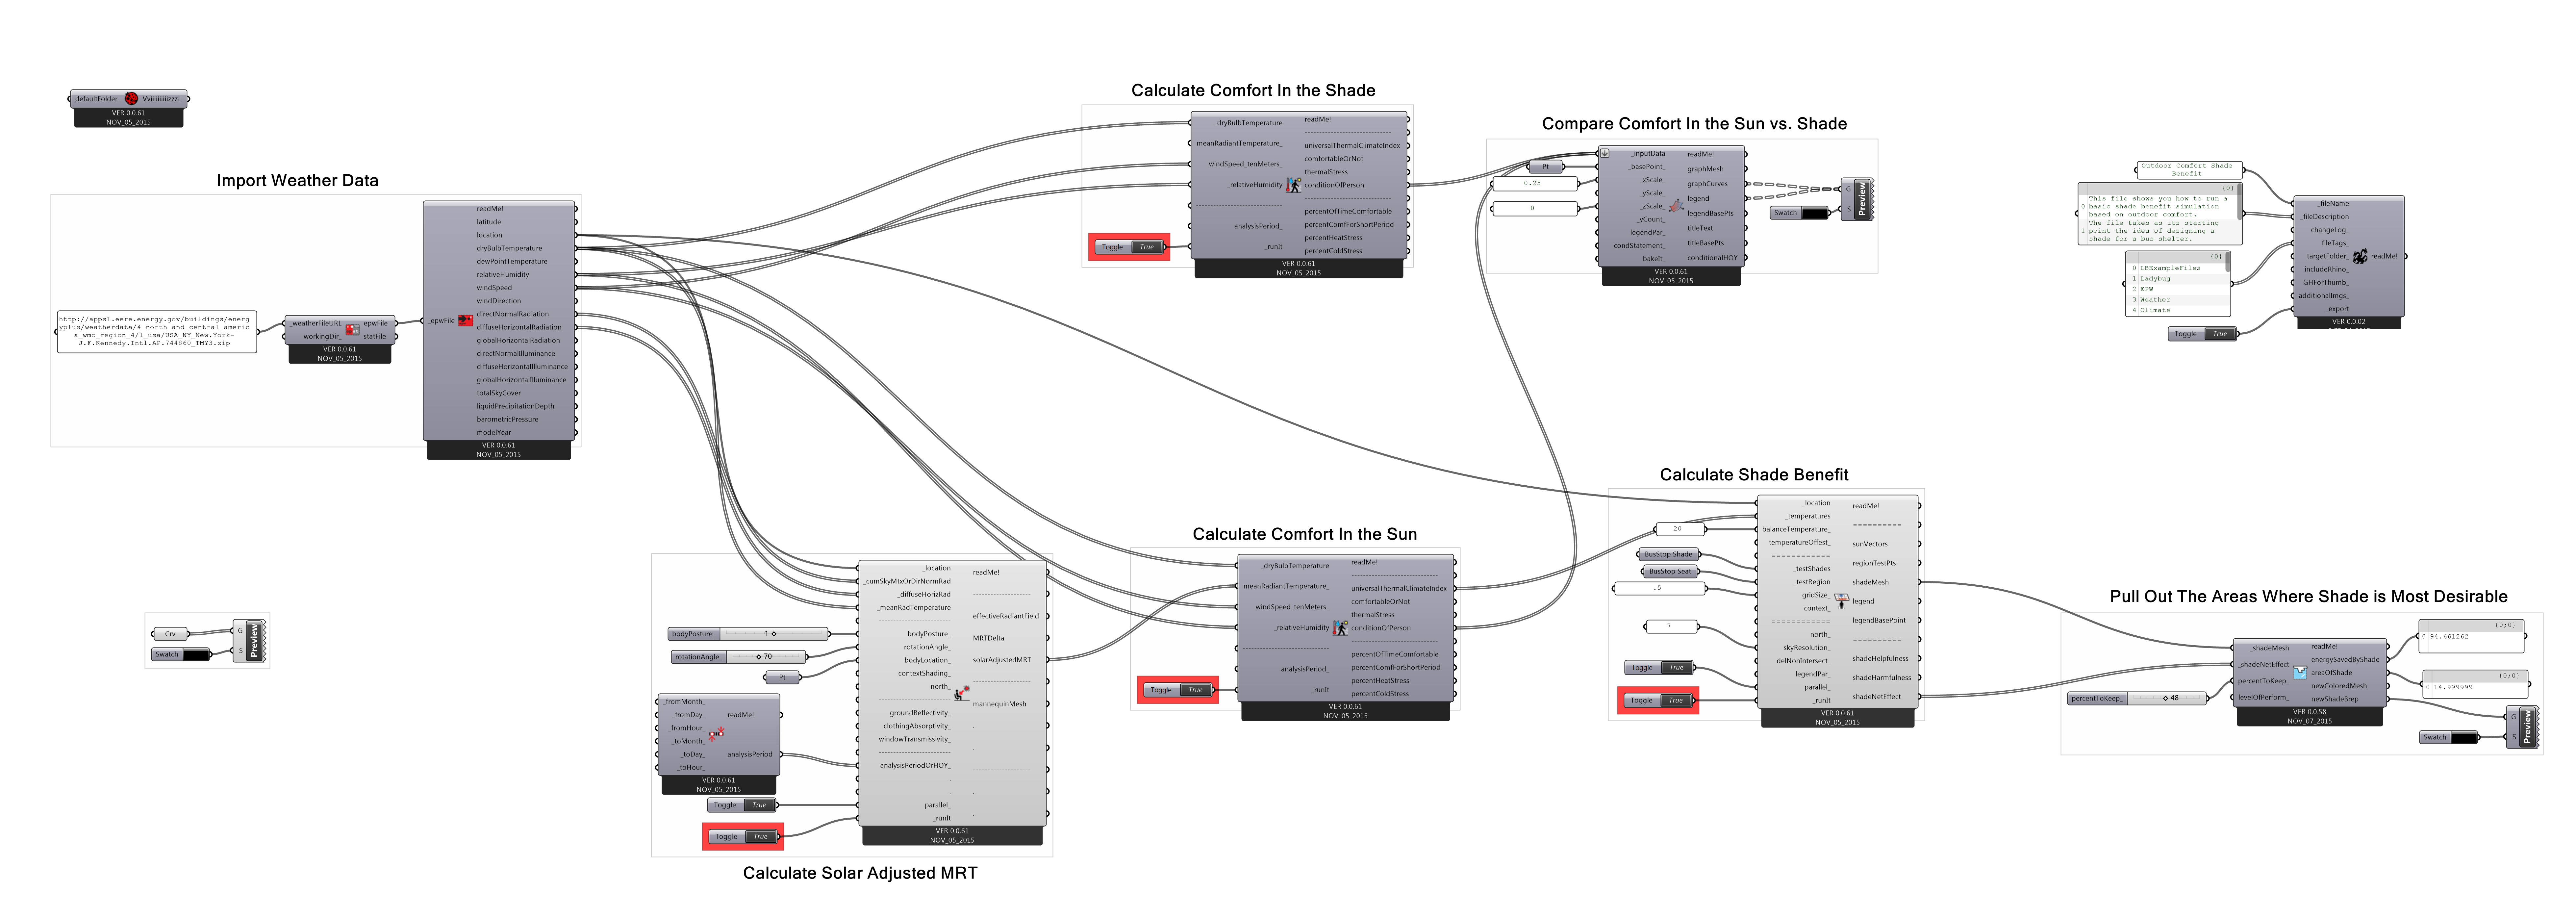 defaultFolder_ Vviiiiiiiizzz!
VER 0.0.61
NOV_05_2015
Import Weather Data
http://apps1.eere.energy.gov/buildings/energ
yplus/weatherdata/4_north_and_central_americ
a_wmo_region_4/1_usa/USA_NY_New.York-
J.F.Kennedy.Intl.AP.744860_TMY3.zip
_weatherFileURL epwFile
workingDir_ statFile
VER 0.0.61
NOV_05_2015
_epwFile
readMe!
latitude
location
dryBulbTemperature
dewPointTemperature
relativeHumidity
windSpeed
windDirection
directNormalRadiation
diffuseHorizontalRadiation
globalHorizontalRadiation
directNormalIlluminance
diffuseHorizontalIlluminance
globalHorizontalIlluminance
totalSkyCover
liquidPrecipitationDepth
barometricPressure
modelYear
VER 0.0.61
NOV_05_2015
Crv
Swatch
G
S
Preview
bodyPosture_ 1
rotationAngle_ 70
Pt
_fromMonth_
_fromDay_
_fromHour_
_toMonth_
_toDay_
_toHour_
readMe!
analysisPeriod
VER 0.0.61
NOV_05_2015
Toggle True
Toggle True
_location
_cumSkyMtxOrDirNormRad
_diffuseHorizRad
_meanRadTemperature
--------------------
bodyPosture_
rotationAngle_
bodyLocation_
contextShading_
north_
--------------------
groundReflectivity_
clothingAbsorptivity_
windowTransmissivity_
--------------------
analysisPeriodOrHOY_
.
.
parallel_
_runIt
readMe!
--------------------
effectiveRadiantField
MRTDelta
solarAdjustedMRT
--------------------
mannequinMesh
.
.
--------------------
.
.
VER 0.0.61
NOV_05_2015
Calculate Solar Adjusted MRT
Calculate Comfort In the Shade
_dryBulbTemperature
meanRadiantTemperature_
windSpeed_tenMeters_
_relativeHumidity
------------------------------
analysisPeriod_
_runIt
readMe!
------------------------------
universalThermalClimateIndex
comfortableOrNot
thermalStress
conditionOfPerson
------------------------------
percentOfTimeComfortable
percentComfForShortPeriod
percentHeatStress
percentColdStress
Toggle True
VER 0.0.61
NOV_05_2015
Calculate Comfort In the Sun
_dryBulbTemperature
meanRadiantTemperature_
windSpeed_tenMeters_
_relativeHumidity
------------------------------
analysisPeriod_
_runIt
readMe!
------------------------------
universalThermalClimateIndex
comfortableOrNot
thermalStress
conditionOfPerson
------------------------------
percentOfTimeComfortable
percentComfForShortPeriod
percentHeatStress
percentColdStress
Toggle True
VER 0.0.61
NOV_05_2015
Compare Comfort In the Sun vs. Shade
Pt
0.25
0
_inputData
_basePoint_
_xScale_
_yScale_
_zScale_
_yCount_
legendPar_
condStatement_
bakeIt_
readMe!
graphMesh
graphCurves
legend
legendBasePts
titleText
titleBasePts
conditionalHOY
VER 0.0.61
NOV_05_2015
Swatch
G
S
Preview
Calculate Shade Benefit
20
BusStop Shade
BusStop Seat
.5
7
Toggle True
Toggle True
_location
_temperatures
balanceTemperature_
temperatureOffest_
============
_testShades
_testRegion
gridSize_
context_
============
north_
skyResolution_
delNonIntersect_
legendPar_
parallel_
_runIt
readMe!
==========
sunVectors
regionTestPts
shadeMesh
legend
legendBasePoint
==========
shadeHelpfulness
shadeHarmfulness
shadeNetEffect
VER 0.0.61
NOV_05_2015
Outdoor Comfort Shade
Benefit
{0}
0 This file shows you how to run a
basic shade benefit simulation
based on outdoor comfort.
1 The file takes as its starting
point the idea of designing a
shade for a bus shelter.
{0}
0 LBExampleFiles
1 Ladybug
2 EPW
3 Weather
4 Climate
Toggle True
_fileName
_fileDescription
changeLog_
fileTags_
targetFolder_
includeRhino_
GHForThumb_
additionalImgs_
_export
readMe!
VER 0.0.02
Pull Out The Areas Where Shade is Most Desirable
percentToKeep_ 48
_shadeMesh
_shadeNetEffect
percentToKeep_
levelOfPerform_
readMe!
energySavedByShade
areaOfShade
newColoredMesh
newShadeBrep
VER 0.0.58
NOV_07_2015
{0;0}
0 94.661262
{0;0}
0 14.999999
Swatch
G
S
Preview